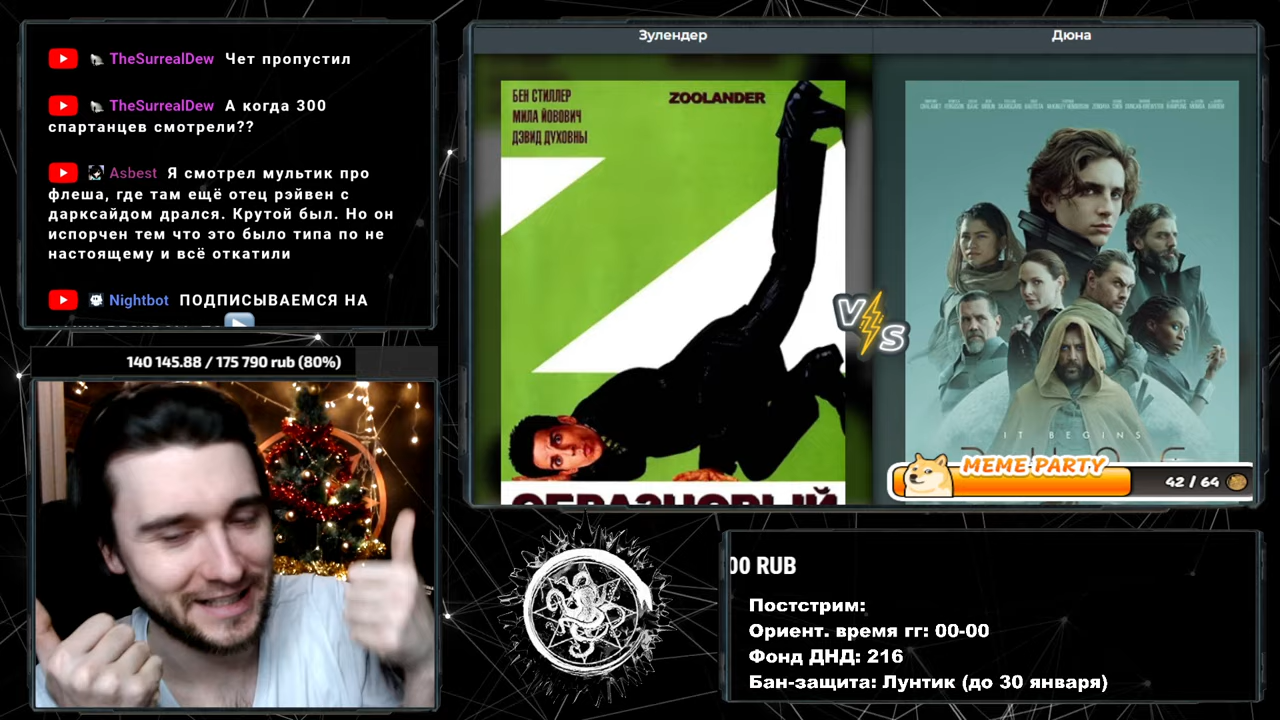 TheSurrealDew Чет пропустил
TheSurrealDew А когда 300
спартанцев смотрели??
Asbest Я смотрел мультик про
флеша, где там ещё отец рэйвен с
дарксайдом дрался. Крутой был. Но он
испорчен тем что это было типа по не
настоящему и всё откатили
Nightbot ПОДПИСЫВАЕМСЯ НА
140 145.88 / 175 790 rub (80%)
Зулендер
Дюна
БЕН СТИЛЛЕР
МИЛА ЙОВОВИЧ
ДЭВИД ДУХОВНЫ
ZOOLANDER
ОБРАЗЦОВЫЙ
VS
IT BEGINS
MEME PARTY
42 / 64
00 RUB
Постстрим:
Ориент. время гг: 00-00
Фонд ДНД: 216
Бан-защита: Лунтик (до 30 января)